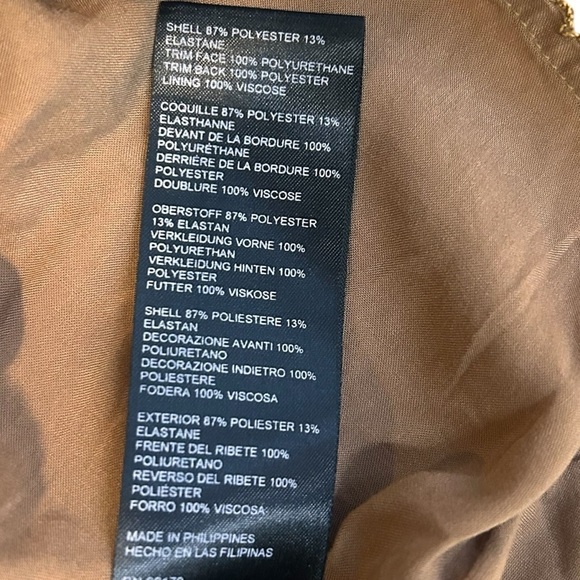 SHELL 87% POLYESTER 13%
ELASTANE
TRIM FACE 100% POLYURETHANE
TRIM BACK 100% POLYESTER
LINING 100% VISCOSE
COQUILLE 87% POLYESTER 13%
ELASTHANNE
DEVANT DE LA BORDURE 100%
POLYURÉTHANE
DERRIÉRE DE LA BORDURE 100%
POLYESTER
DOUBLURE 100% VISCOSE
OBERSTOFF 87% POLYESTER
13% ELASTAN
VERKLEIDUNG VORNE 100%
POLYURETHAN
VERKLEIDUNG HINTEN 100%
POLYESTER
FUTTER 100% VISKOSE
SHELL 87% POLIESTERE 13%
ELASTAN
DECORAZIONE AVANTI 100%
POLIURETANO
DECORAZIONE INDIETRO 100%
POLIESTERE
FODERA 100% VISCOSA
EXTERIOR 87% POLIESTER 13%
ELASTANE
FRENTE DEL RIBETE 100%
POLIURETANO
REVERSO DEL RIBETE 100%
POLIÉSTER
FORRO 100% VISCOSA
MADE IN PHILIPPINES
HECHO EN LAS FILIPINAS